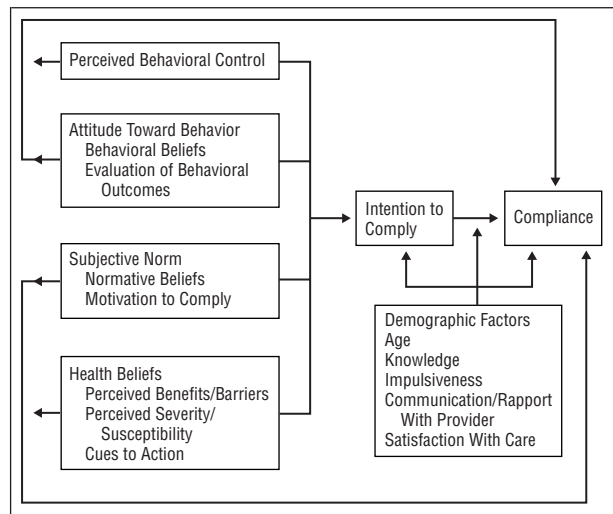 Perceived Behavioral Control
Attitude Toward Behavior
Behavioral Beliefs
Evaluation of Behavioral
Outcomes
Subjective Norm
Normative Beliefs
Motivation to Comply
Health Beliefs
Perceived Benefits/Barriers
Perceived Severity/
Susceptibility
Cues to Action
Intention to
Comply
Compliance
Demographic Factors
Age
Knowledge
Impulsiveness
Communication/Rapport
With Provider
Satisfaction With Care